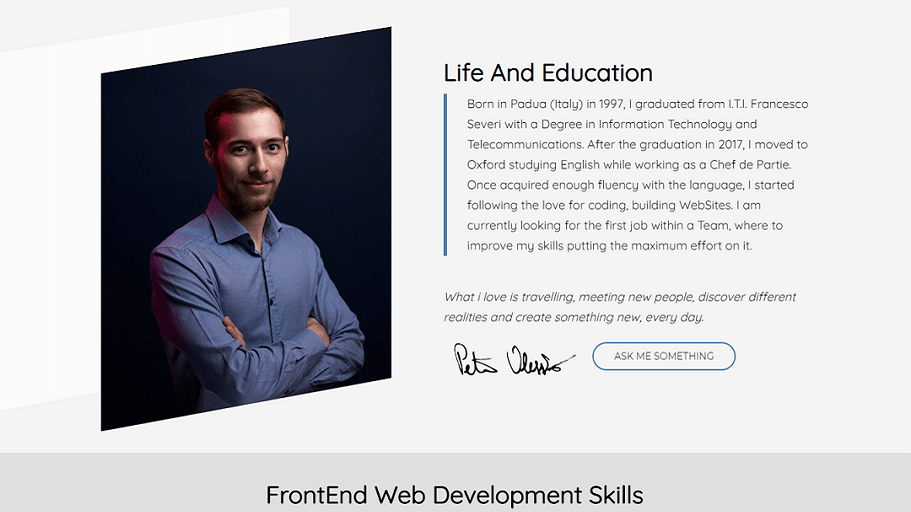 Life And Education
Born in Padua (Italy) in 1997, I graduated from I.T.I. Francesco
Severi with a Degree in Information Technology and
Telecommunications. After the graduation in 2017, I moved to
Oxford studying English while working as a Chef de Partie.
Once acquired enough fluency with the language, I started
following the love for coding, building WebSites. I am
currently looking for the first job within a Team, where to
improve my skills putting the maximum effort on it.
What i love is travelling, meeting new people, discover different
realities and create something new, every day.
ASK ME SOMETHING
FrontEnd Web Development Skills